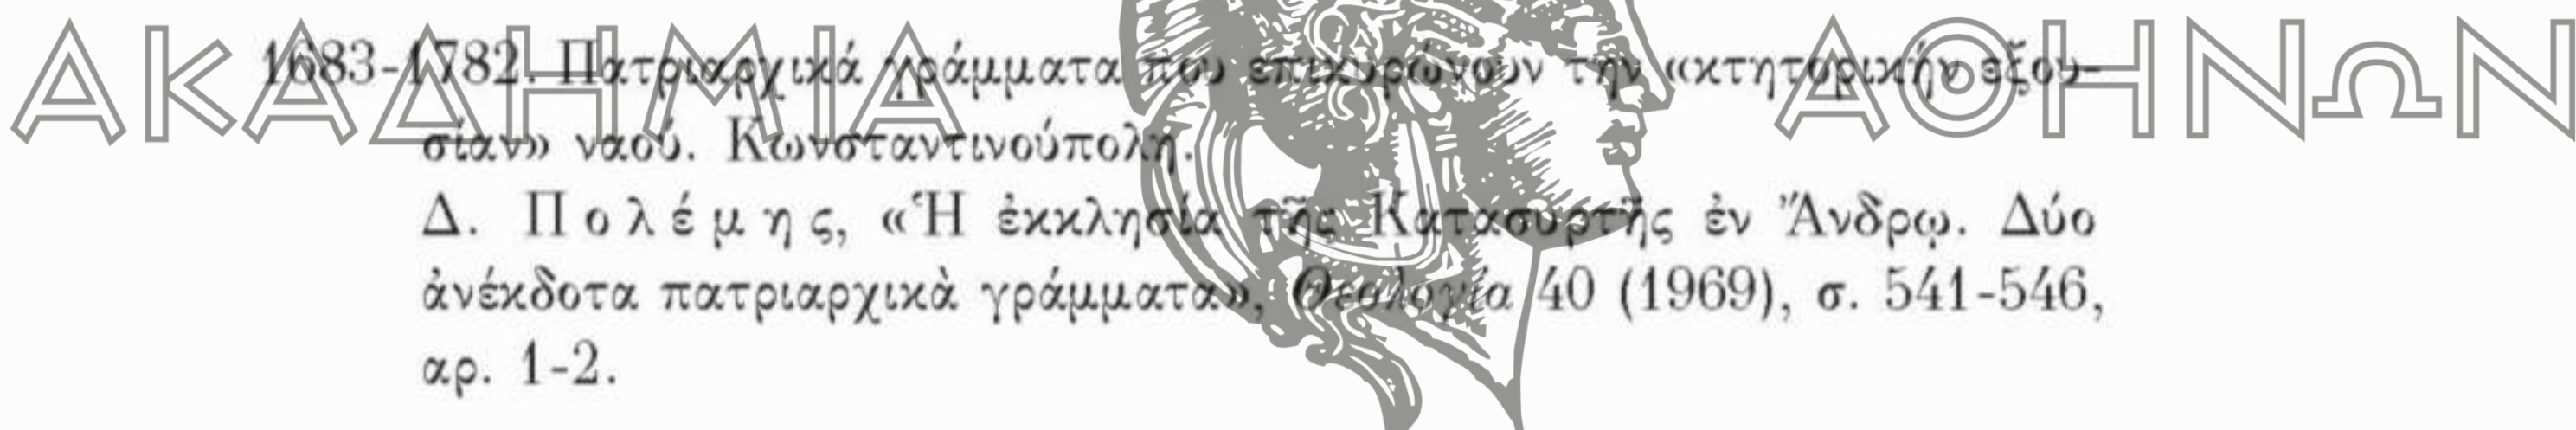 ΑΚΑΔΗΜΙΑ ΑΘΗΝΩΝ
1683-1782. Πατριαρχικά γράμματα που επικυρώνουν την «κτητορικήν εξου-
σίαν» ναού. Κωνσταντινούπολη.
Δ. Πολέμης, «Ἡ ἐκκλησία τῆς Κατασυρτῆς ἐν Ἄνδρῳ. Δύο
ἀνέκδοτα πατριαρχικὰ γράμματα», Θεολογία 40 (1969), σ. 541-546,
αρ. 1-2.